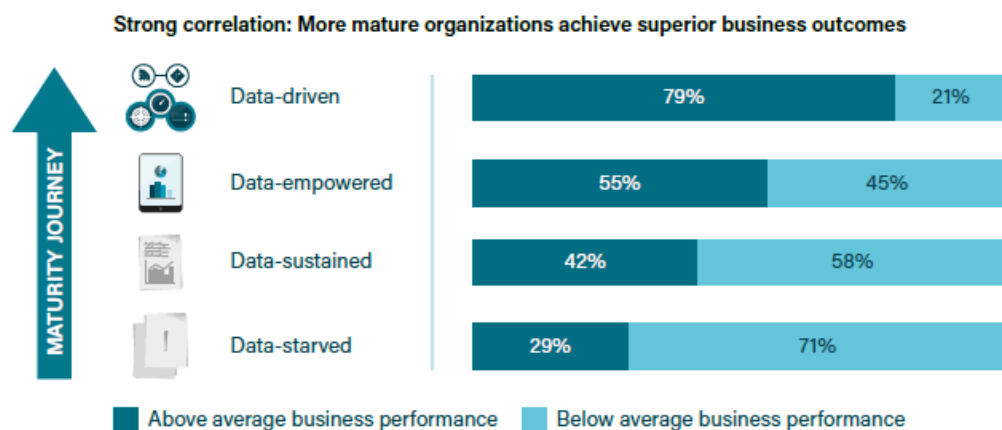 Strong correlation: More mature organizations achieve superior business outcomes
MATURITY JOURNEY
Data-driven
79%
21%
Data-empowered
55%
45%
Data-sustained
42%
58%
Data-starved
29%
71%
Above average business performance
Below average business performance